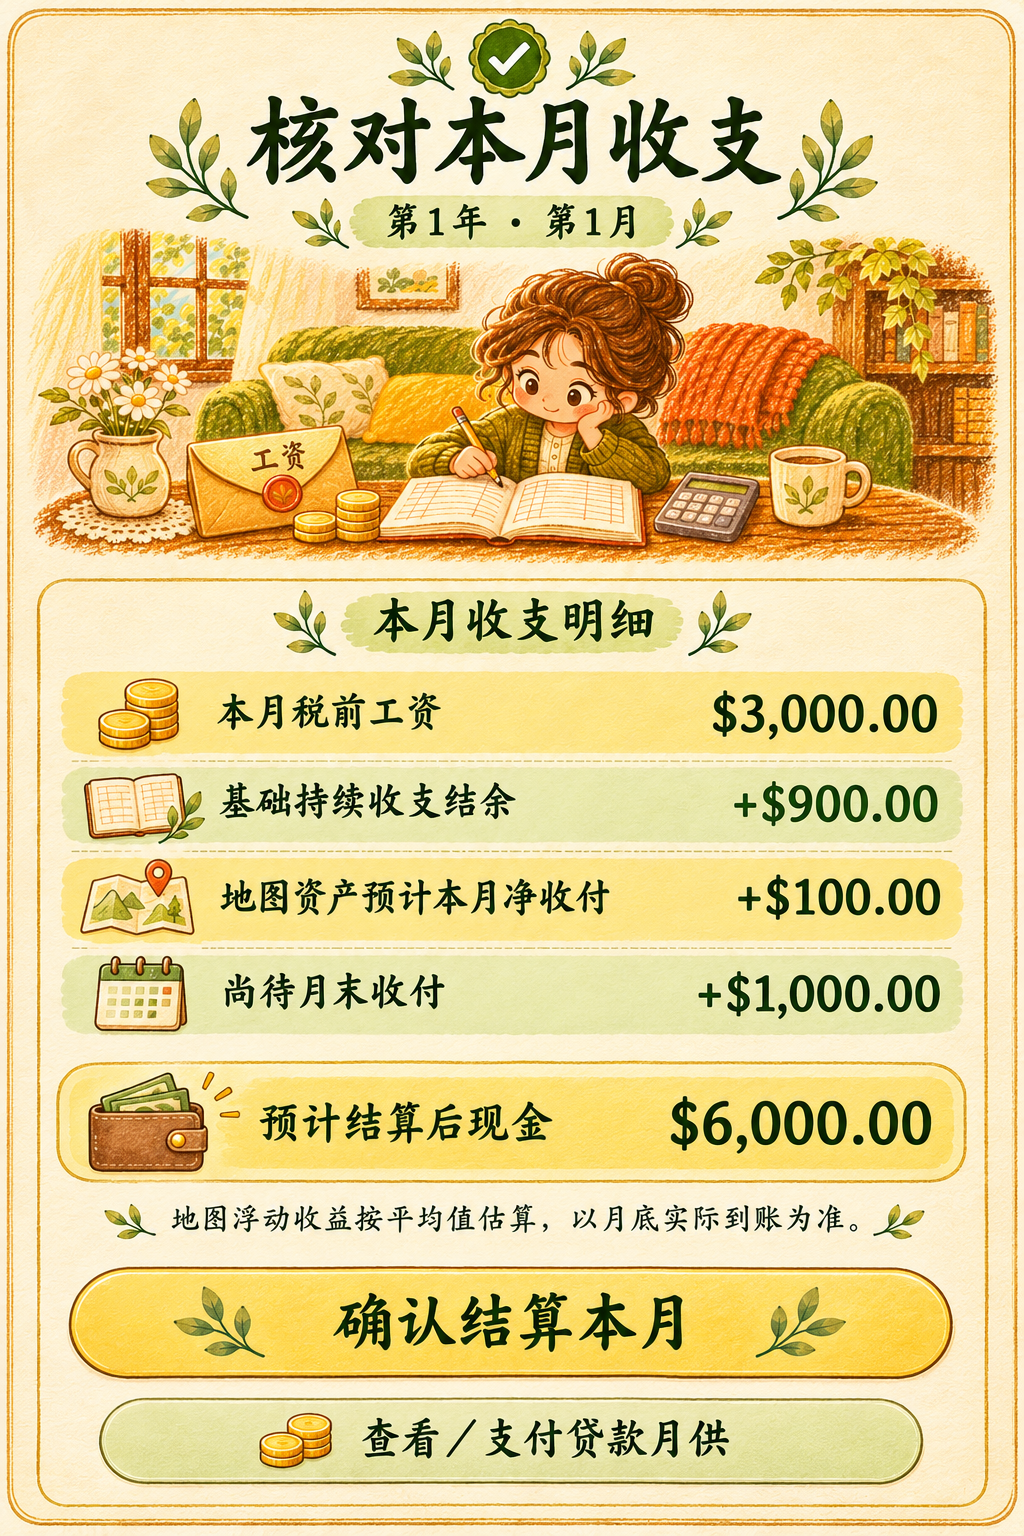 核对本月收支
第1年 · 第1月
工资
本月收支明细
本月税前工资 $3,000.00
基础持续收支结余 +$900.00
地图资产预计本月净收付 +$100.00
尚待月末收付 +$1,000.00
预计结算后现金 $6,000.00
地图浮动收益按平均值估算，以月底实际到账为准。
确认结算本月
查看／支付贷款月供